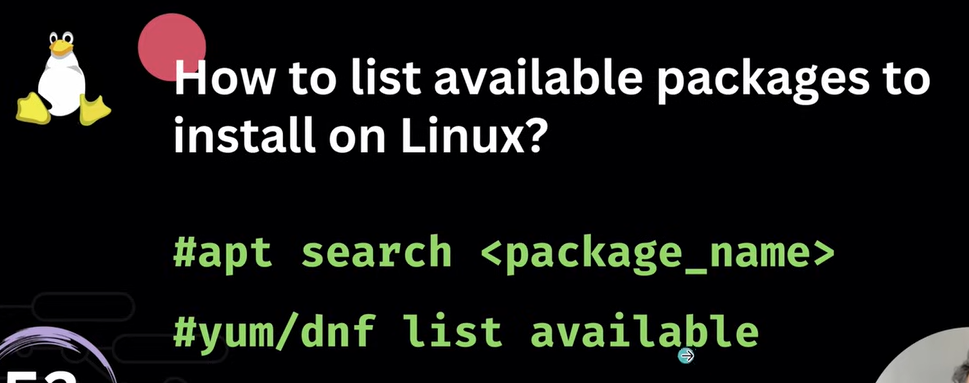 How to list available packages to
install on Linux?
#apt search <package_name>
#yum/dnf list available